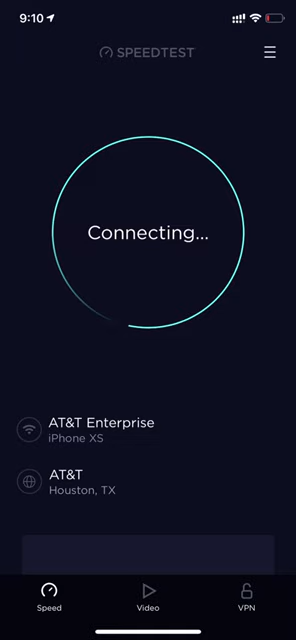 9:10
SPEEDTEST
Connecting...
AT&T Enterprise
iPhone XS
AT&T
Houston, TX
Speed
Video
VPN